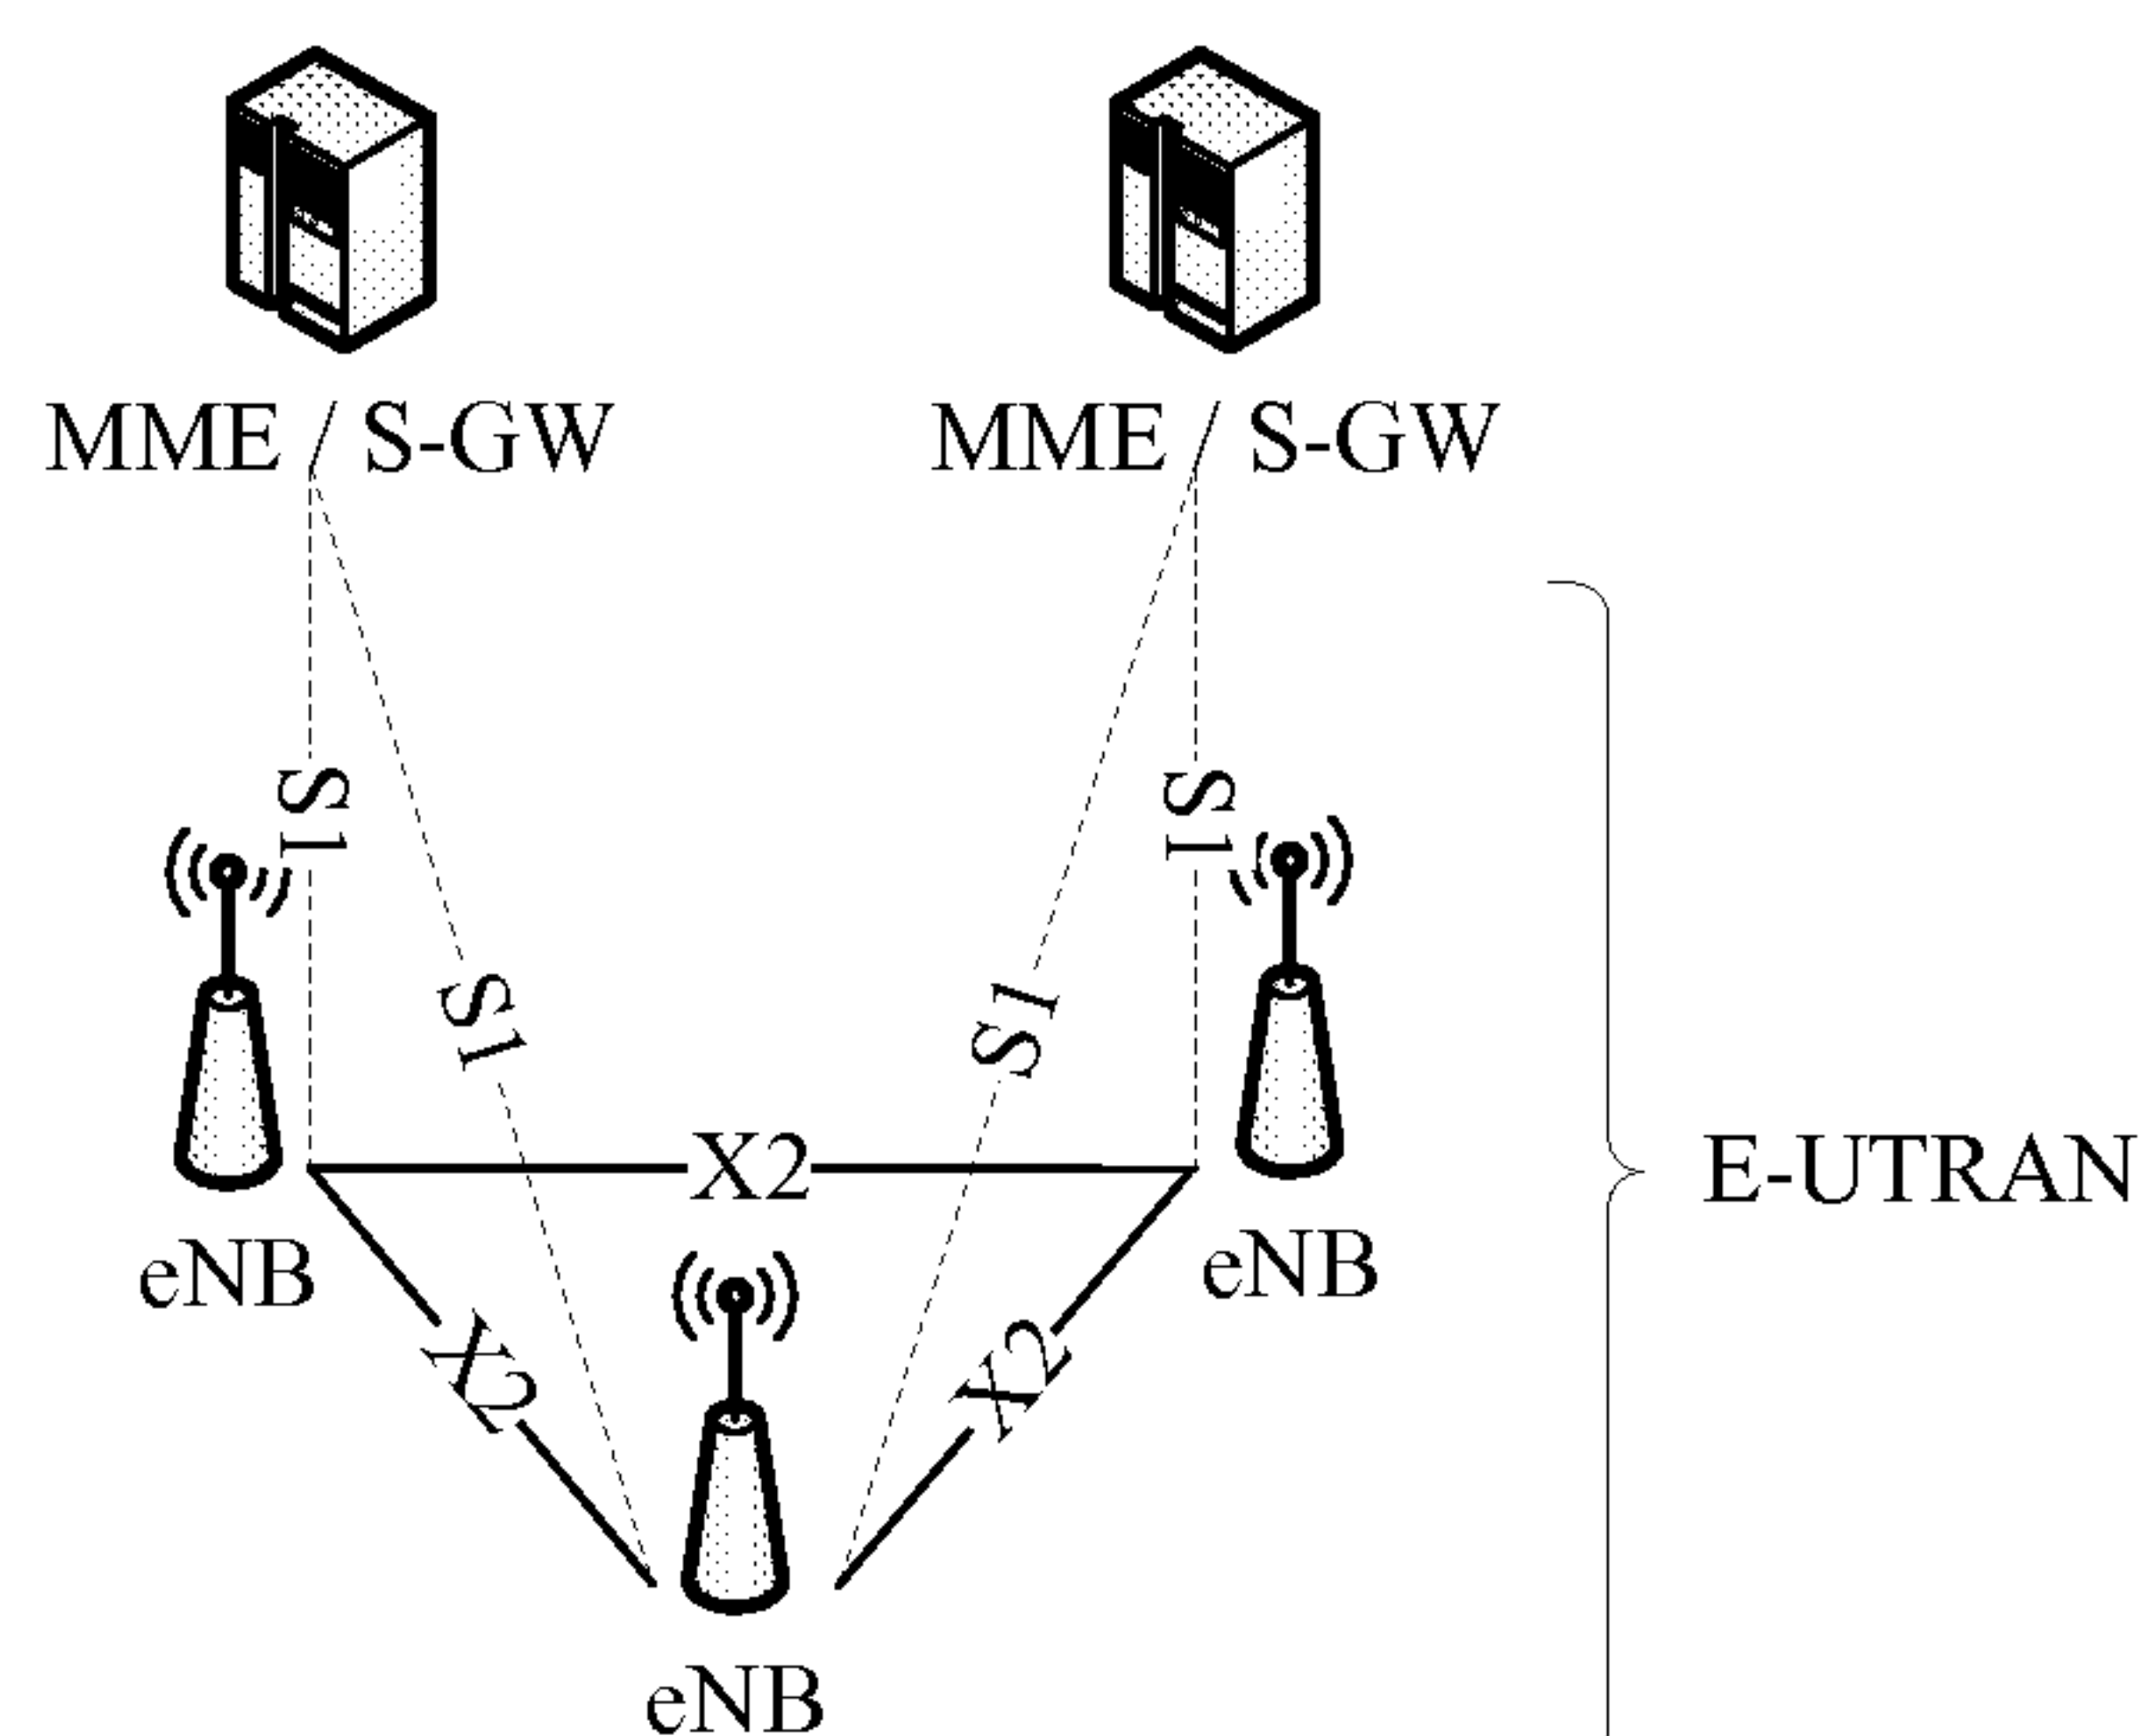 MME / S-GW
MME / S-GW
S1
S1
S1
S1
X2
E-UTRAN
eNB
eNB
X2
X2
eNB